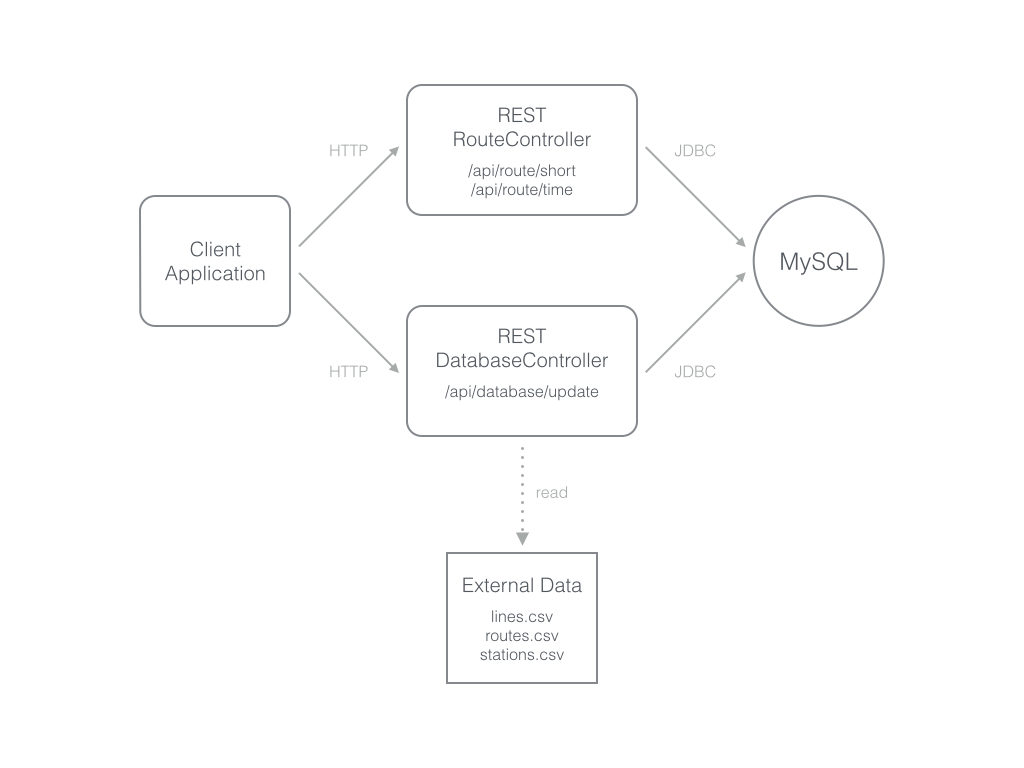 REST
RouteController
/api/route/short
/api/route/time
HTTP
JDBC
Client
Application
MySQL
REST
DatabaseController
/api/database/update
HTTP
JDBC
read
External Data
lines.csv
routes.csv
stations.csv